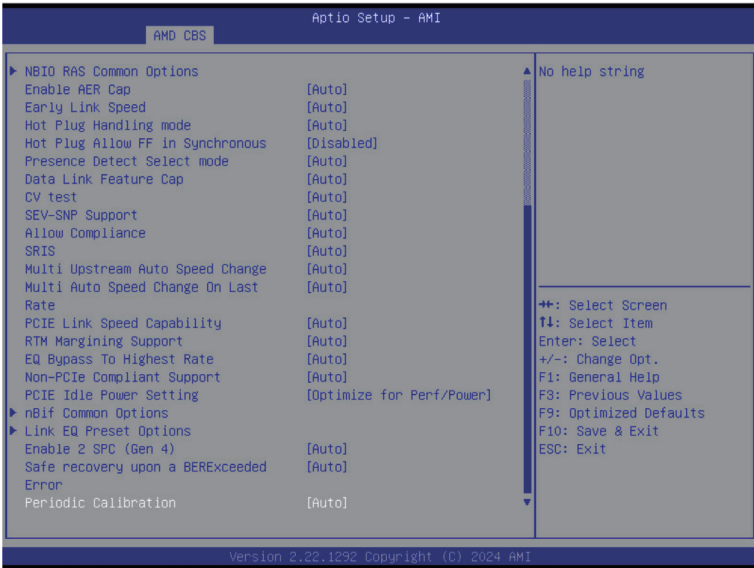 Aptio Setup – AMI
AMD CBS
NBIO RAS Common Options
Enable AER Cap [Auto]
Early Link Speed [Auto]
Hot Plug Handling mode [Auto]
Hot Plug Allow FF in Synchronous [Disabled]
Presence Detect Select mode [Auto]
Data Link Feature Cap [Auto]
CV test [Auto]
SEV-SNP Support [Auto]
Allow Compliance [Auto]
SRIS [Auto]
Multi Upstream Auto Speed Change [Auto]
Multi Auto Speed Change On Last [Auto]
Rate
PCIE Link Speed Capability [Auto]
RTM Margining Support [Auto]
EQ Bypass To Highest Rate [Auto]
Non-PCIe Compliant Support [Auto]
PCIE Idle Power Setting [Optimize for Perf/Power]
nBif Common Options
Link EQ Preset Options
Enable 2 SPC (Gen 4) [Auto]
Safe recovery upon a BERExceeded [Auto]
Error
Periodic Calibration [Auto]
No help string
→←: Select Screen
↑↓: Select Item
Enter: Select
+/-: Change Opt.
F1: General Help
F3: Previous Values
F9: Optimized Defaults
F10: Save & Exit
ESC: Exit
Version 2.22.1292 Copyright (C) 2024 AMI